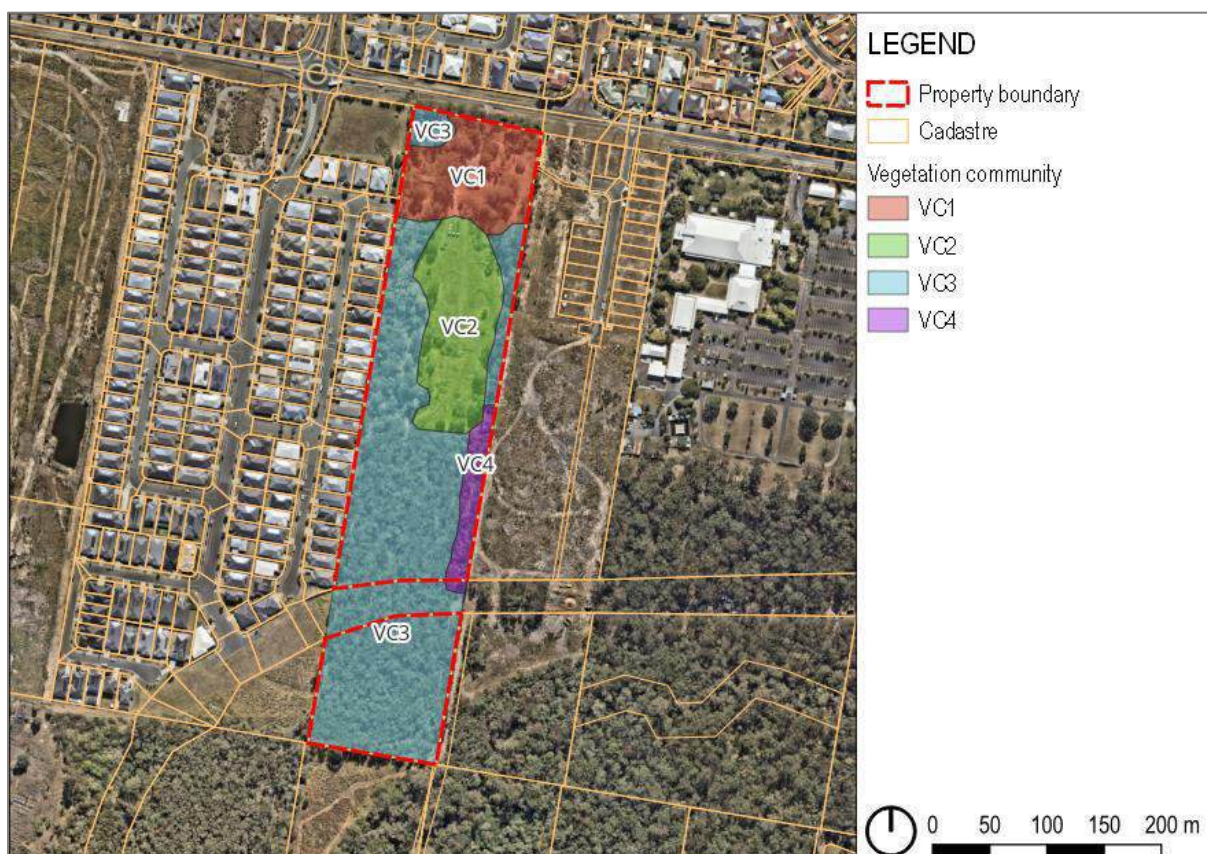 LEGEND
Property boundary
Cadastre
Vegetation community
VC1
VC2
VC3
VC4
VC3
VC1
VC2
VC4
VC3
0 50 100 150 200 m